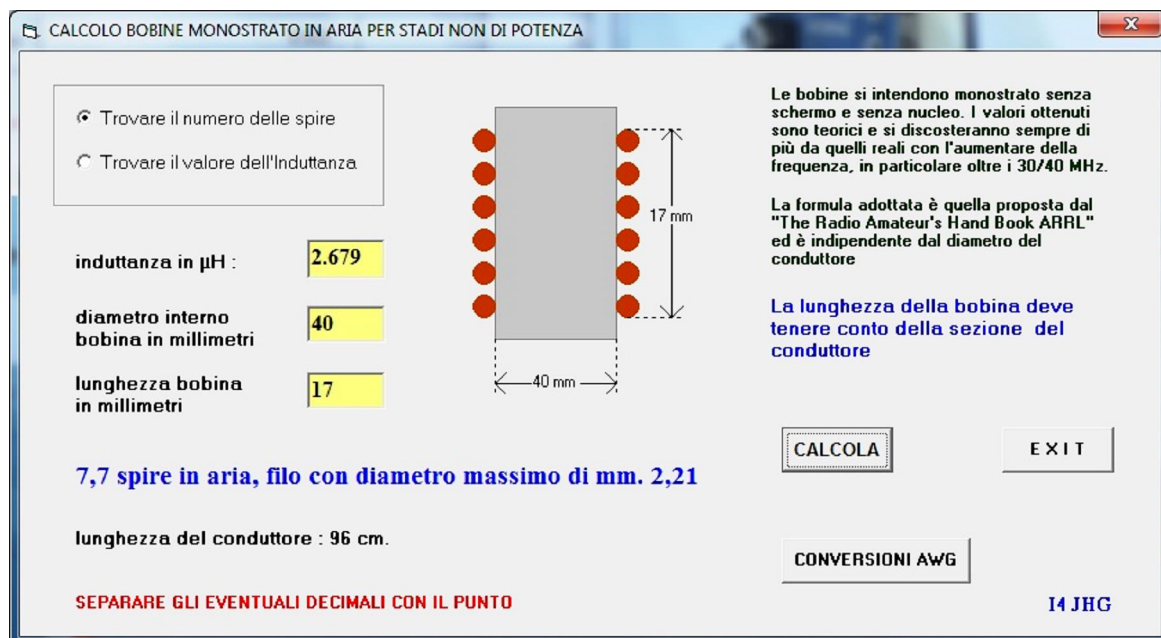 CALCOLO BOBINE MONOSTRATO IN ARIA PER STADI NON DI POTENZA
X
Trovare il numero delle spire
Trovare il valore dell'Induttanza
induttanza in µH :
2.679
diametro interno
bobina in millimetri
40
lunghezza bobina
in millimetri
17
17 mm
40 mm
Le bobine si intendono monostrato senza
schermo e senza nucleo. I valori ottenuti
sono teorici e si discosteranno sempre di
più da quelli reali con l'aumentare della
frequenza, in particolare oltre i 30/40 MHz.
La formula adottata è quella proposta dal
"The Radio Amateur's Hand Book ARRL"
ed è indipendente dal diametro del
conduttore
La lunghezza della bobina deve
tenere conto della sezione del
conduttore
CALCOLA
EXIT
7,7 spire in aria, filo con diametro massimo di mm. 2,21
lunghezza del conduttore : 96 cm.
CONVERSIONI AWG
SEPARARE GLI EVENTUALI DECIMALI CON IL PUNTO
I4JHG